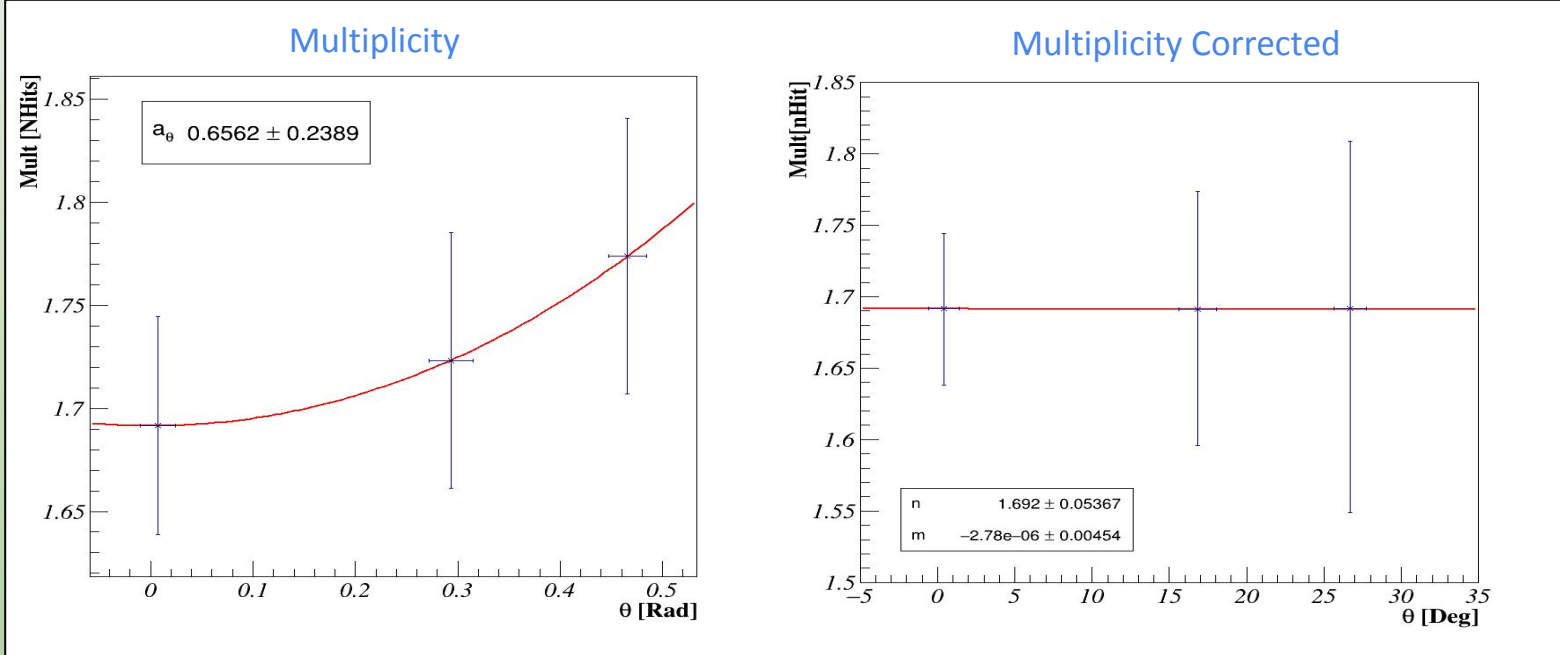 Multiplicity
Mult [NHits]
1.85
1.8
1.75
1.7
1.65
aθ 0.6562 ± 0.2389
0 0.1 0.2 0.3 0.4 0.5
θ [Rad]
Multiplicity Corrected
Mult[nHit]
1.85
1.8
1.75
1.7
1.65
1.6
1.55
1.5
n 1.692 ± 0.05367
m −2.78e−06 ± 0.00454
−5 0 5 10 15 20 25 30 35
θ [Deg]